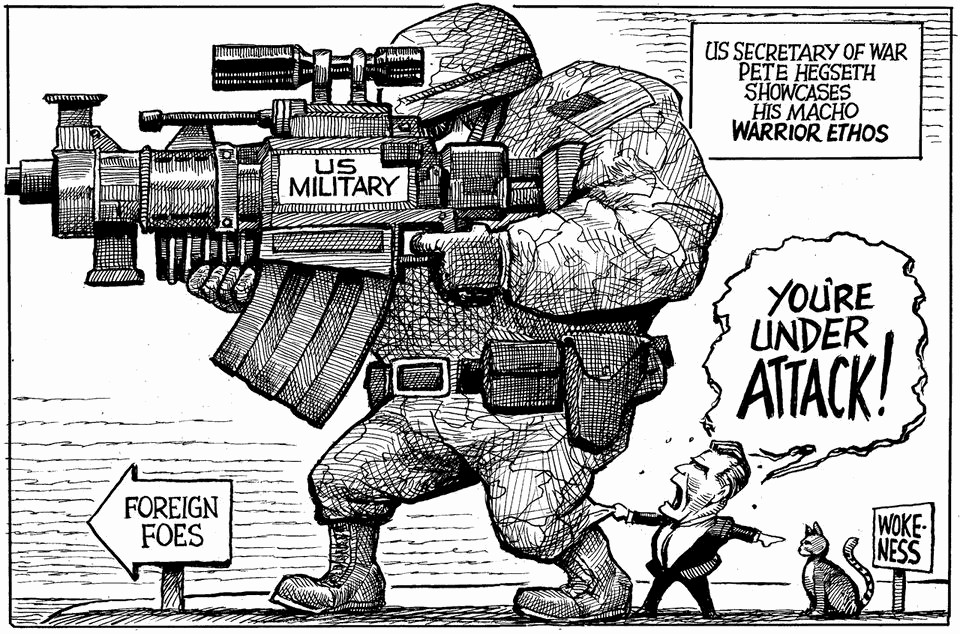 US SECRETARY OF WAR
PETE HEGSETH
SHOWCASES
HIS MACHO
WARRIOR ETHOS
US
MILITARY
YOU'RE
UNDER
ATTACK!
FOREIGN
FOES
WOKE-
NESS